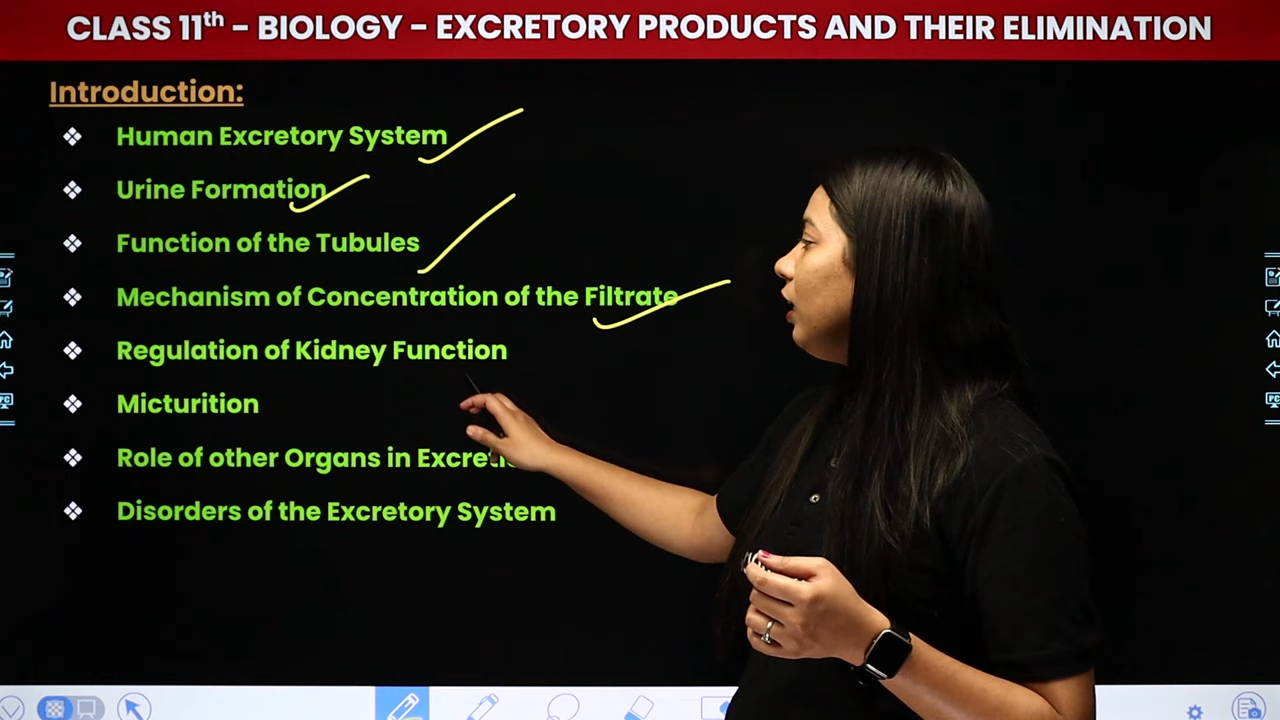 CLASS 11th - BIOLOGY - EXCRETORY PRODUCTS AND THEIR ELIMINATION
Introduction:
❖ Human Excretory System
❖ Urine Formation
❖ Function of the Tubules
❖ Mechanism of Concentration of the Filtrate
❖ Regulation of Kidney Function
❖ Micturition
❖ Role of other Organs in
❖ Disorders of the Excretory System
PC
PC